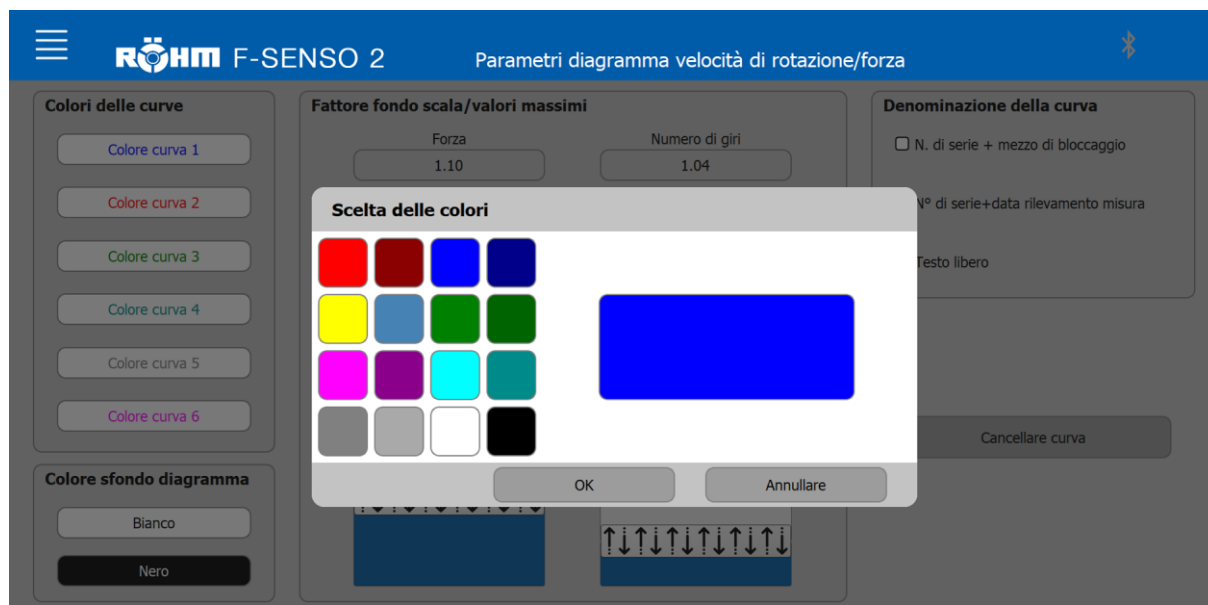 RÖHM F-SENSO 2
Parametri diagramma velocità di rotazione/forza
Colori delle curve
Colore curva 1
Colore curva 2
Colore curva 3
Colore curva 4
Colore curva 5
Colore curva 6
Colore sfondo diagramma
Bianco
Nero
Fattore fondo scala/valori massimi
Forza
Numero di giri
1.10
1.04
Scelta delle colori
OK
Annullare
Denominazione della curva
N. di serie + mezzo di bloccaggio
N° di serie+data rilevamento misura
Testo libero
Cancellare curva